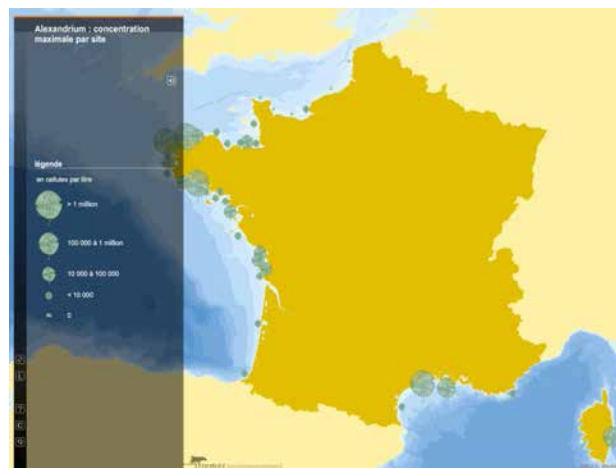 Alexandrium : concentration
maximale par site
légende
en cellules par litre
> 1 million
100 000 à 1 million
10 000 à 100 000
< 10 000
0